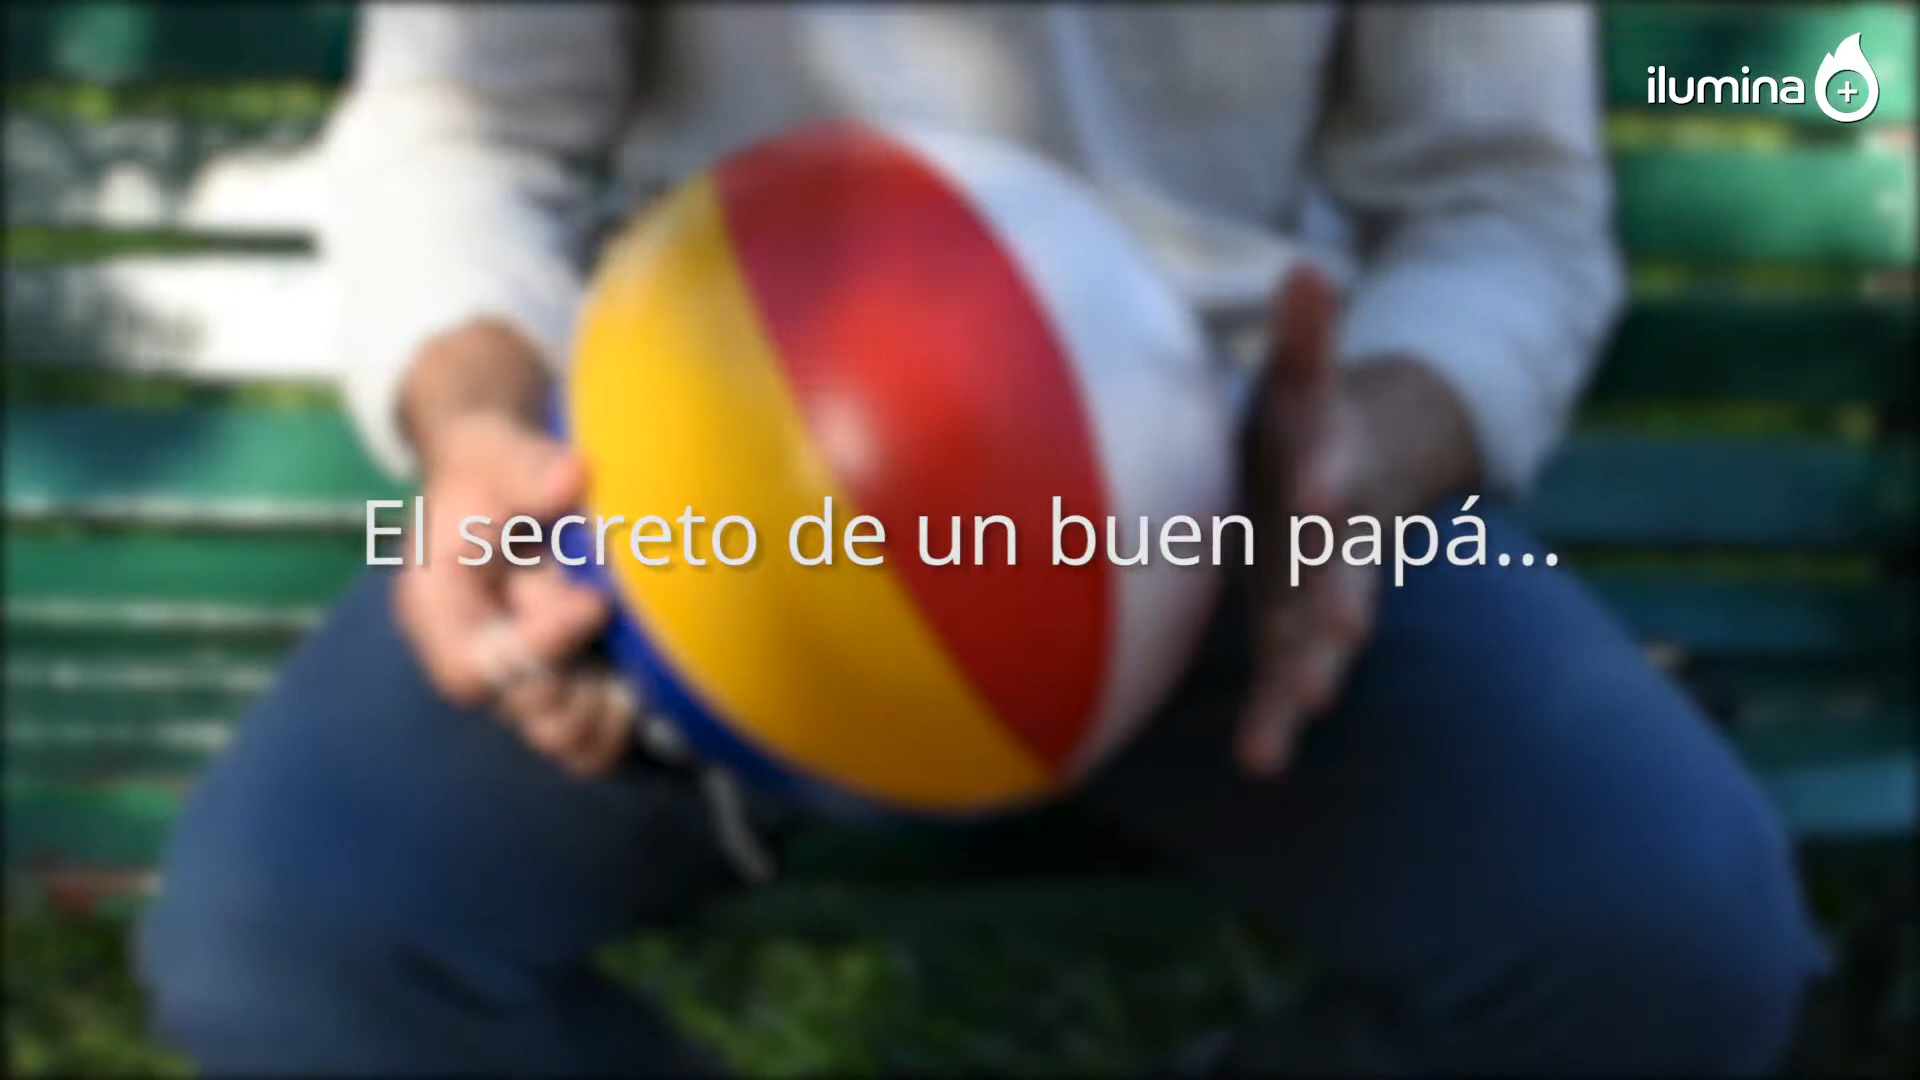 ilumina +
El secreto de un buen papá...